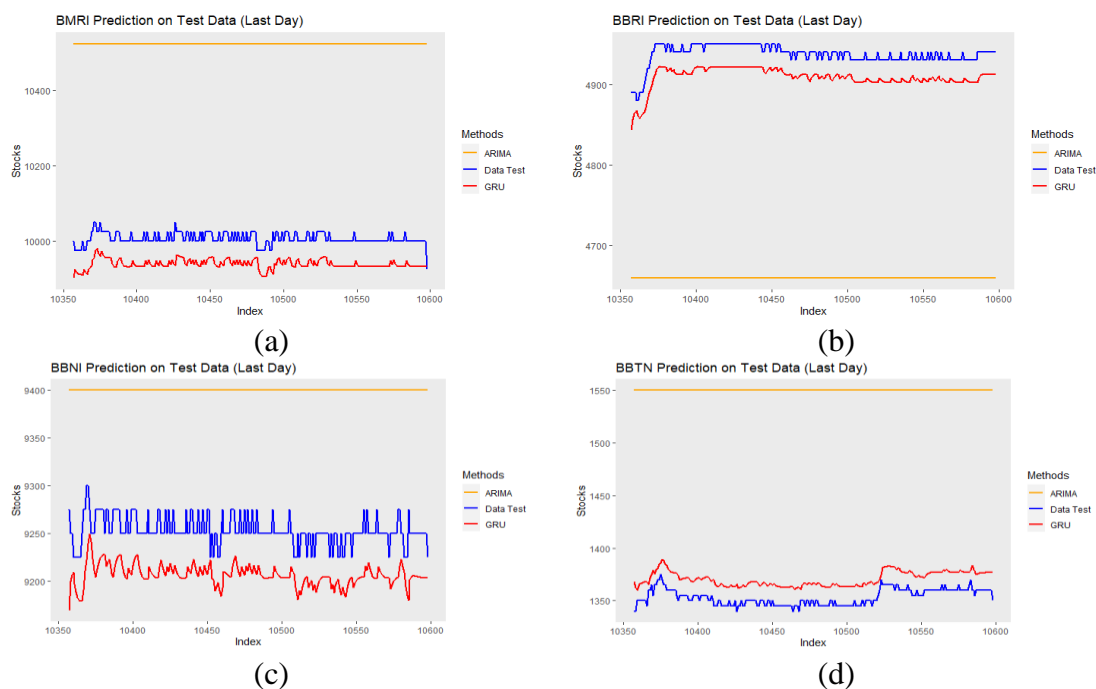 BMRI Prediction on Test Data (Last Day)
10400
10200
10000
Stocks
10350 10400 10450 10500 10550 10600
Index
Methods
ARIMA
Data Test
GRU
(a)
BBRI Prediction on Test Data (Last Day)
4900
4800
4700
Stocks
10350 10400 10450 10500 10550 10600
Index
Methods
ARIMA
Data Test
GRU
(b)
BBNI Prediction on Test Data (Last Day)
9400
9350
9300
9250
9200
Stocks
10350 10400 10450 10500 10550 10600
Index
Methods
ARIMA
Data Test
GRU
(c)
BBTN Prediction on Test Data (Last Day)
1550
1500
1450
1400
1350
Stocks
10350 10400 10450 10500 10550 10600
Index
Methods
ARIMA
Data Test
GRU
(d)